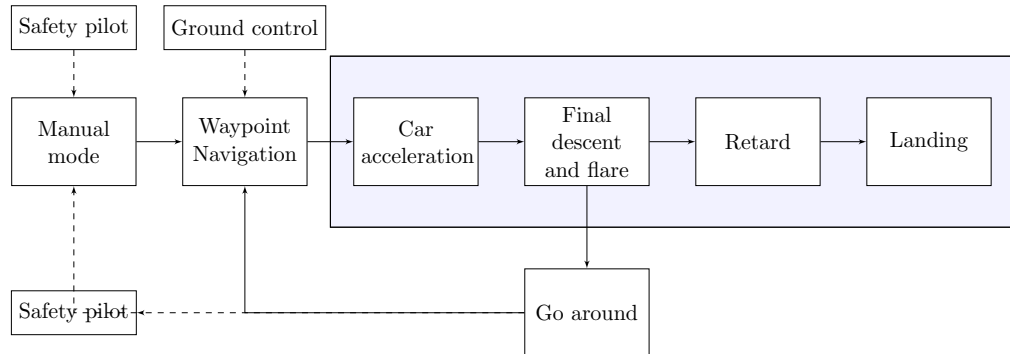 Safety pilot
Ground control
Manual
mode
Waypoint
Navigation
Car
acceleration
Final
descent
and flare
Retard
Landing
Safety pilot
Go around